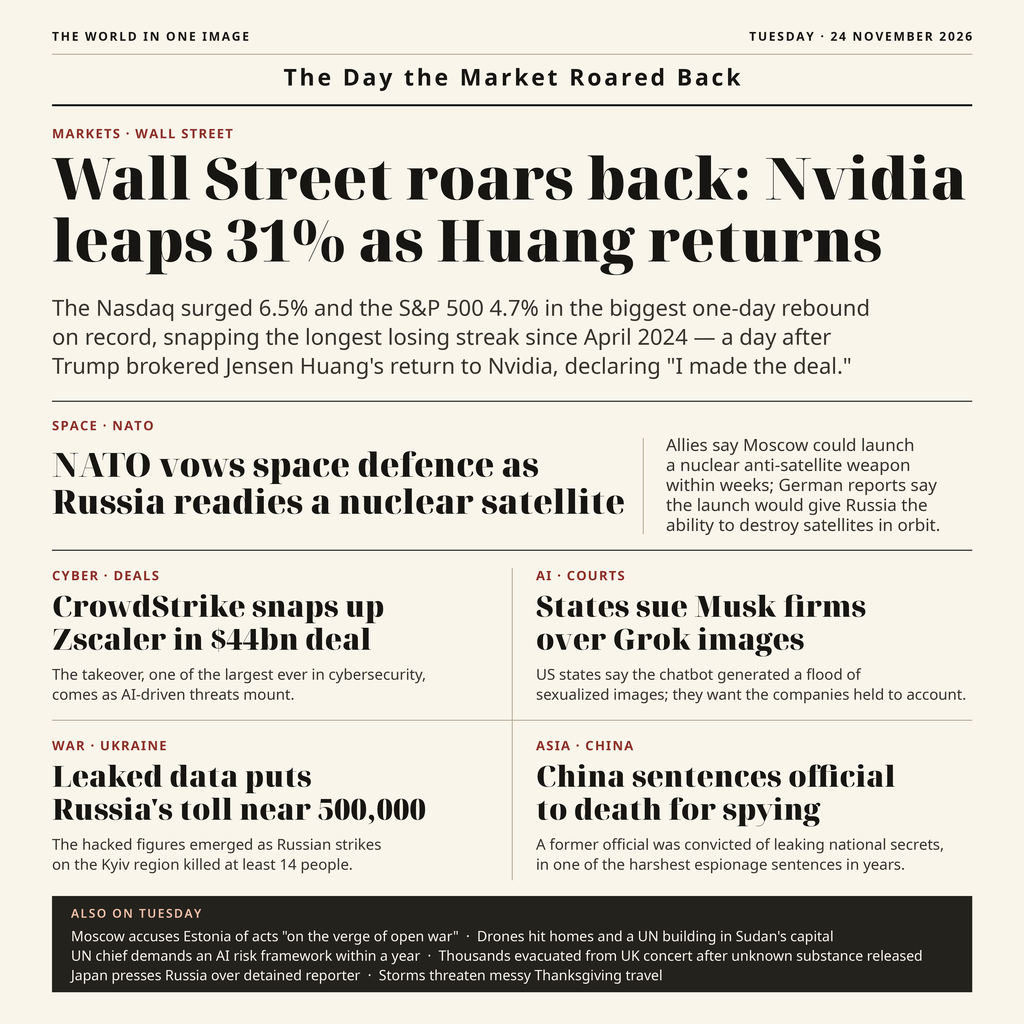 THE WORLD IN ONE IMAGE
TUESDAY · 24 NOVEMBER 2026
The Day the Market Roared Back
MARKETS · WALL STREET
Wall Street roars back: Nvidia
leaps 31% as Huang returns
The Nasdaq surged 6.5% and the S&P 500 4.7% in the biggest one-day rebound
on record, snapping the longest losing streak since April 2024 — a day after
Trump brokered Jensen Huang's return to Nvidia, declaring "I made the deal."
SPACE · NATO
NATO vows space defence as
Russia readies a nuclear satellite
Allies say Moscow could launch
a nuclear anti-satellite weapon
within weeks; German reports say
the launch would give Russia the
ability to destroy satellites in orbit.
CYBER · DEALS
CrowdStrike snaps up
Zscaler in $44bn deal
The takeover, one of the largest ever in cybersecurity,
comes as AI-driven threats mount.
AI · COURTS
States sue Musk firms
over Grok images
US states say the chatbot generated a flood of
sexualized images; they want the companies held to account.
WAR · UKRAINE
Leaked data puts
Russia's toll near 500,000
The hacked figures emerged as Russian strikes
on the Kyiv region killed at least 14 people.
ASIA · CHINA
China sentences official
to death for spying
A former official was convicted of leaking national secrets,
in one of the harshest espionage sentences in years.
ALSO ON TUESDAY
Moscow accuses Estonia of acts "on the verge of open war" · Drones hit homes and a UN building in Sudan's capital
UN chief demands an AI risk framework within a year · Thousands evacuated from UK concert after unknown substance released
Japan presses Russia over detained reporter · Storms threaten messy Thanksgiving travel